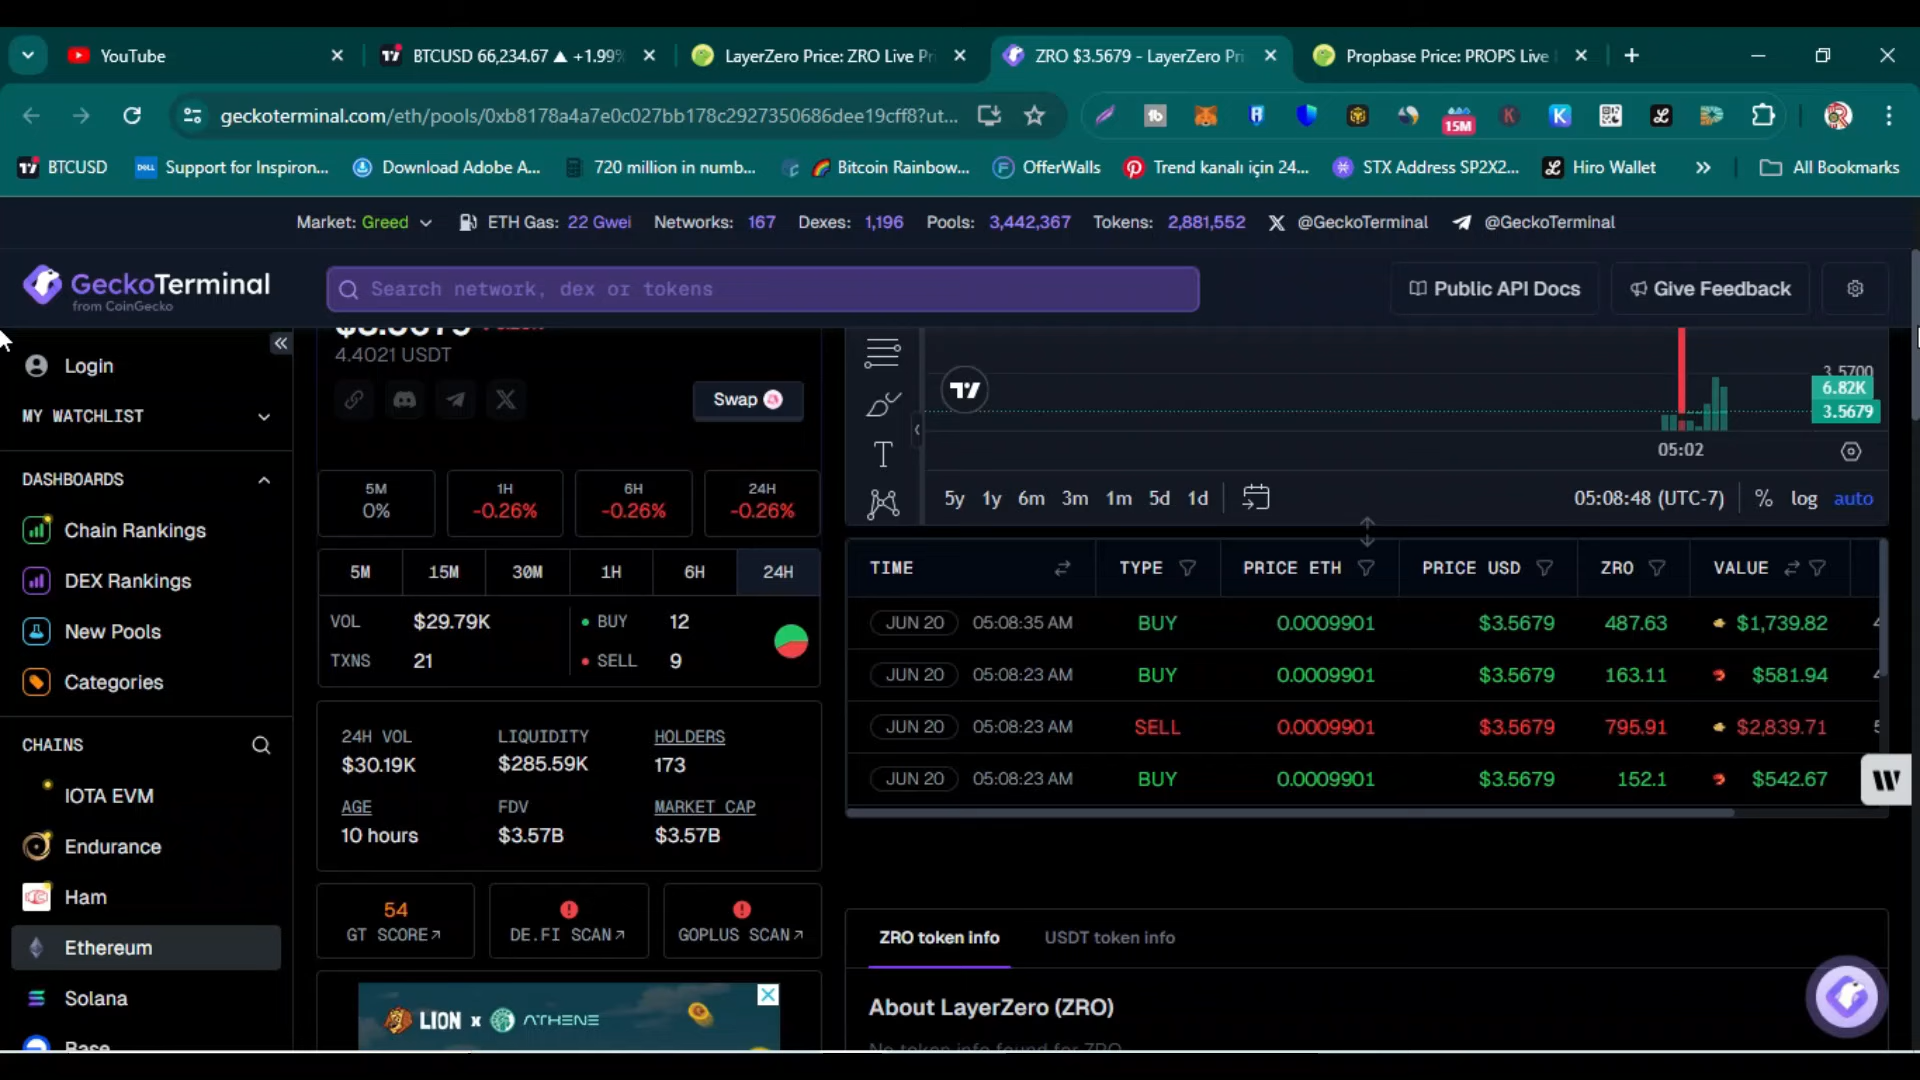 YouTube
BTCUSD 66,234.67 ▲ +1.99%
LayerZero Price: ZRO Live Pr
ZRO $3.5679 - LayerZero Pri
Propbase Price: PROPS Live
geckoterminal.com/eth/pools/0xb8178a4a7e0c027bb178c2927350686dee19cff8?ut...
15M
BTCUSD
Support for Inspiron...
Download Adobe A...
720 million in numb...
Bitcoin Rainbow...
OfferWalls
Trend kanalı için 24...
STX Address SP2X2...
Hiro Wallet
»
All Bookmarks
Market: Greed
ETH Gas: 22 Gwei
Networks: 167
Dexes: 1,196
Pools: 3,442,367
Tokens: 2,881,552
@GeckoTerminal
@GeckoTerminal
GeckoTerminal
from CoinGecko
Search network, dex or tokens
Public API Docs
Give Feedback
Login
MY WATCHLIST
DASHBOARDS
Chain Rankings
DEX Rankings
New Pools
Categories
CHAINS
IOTA EVM
Endurance
Ham
Ethereum
Solana
Base
$3.5679
4.4021 USDT
Swap
5M 0%
1H -0.26%
6H -0.26%
24H -0.26%
5M 15M 30M 1H 6H 24H
VOL $29.79K
BUY 12
TXNS 21
SELL 9
24H VOL LIQUIDITY HOLDERS
$30.19K $285.59K 173
AGE FDV MARKET CAP
10 hours $3.57B $3.57B
54
GT SCORE
DE.FI SCAN
GOPLUS SCAN
LION x ATHENE
3.5700
6.82K
3.5679
05:02
5y 1y 6m 3m 1m 5d 1d
05:08:48 (UTC-7) % log auto
TIME TYPE PRICE ETH PRICE USD ZRO VALUE
JUN 20 05:08:35 AM BUY 0.0009901 $3.5679 487.63 $1,739.82
JUN 20 05:08:23 AM BUY 0.0009901 $3.5679 163.11 $581.94
JUN 20 05:08:23 AM SELL 0.0009901 $3.5679 795.91 $2,839.71
JUN 20 05:08:23 AM BUY 0.0009901 $3.5679 152.1 $542.67
ZRO token info
USDT token info
About LayerZero (ZRO)
No token info found for ZRO